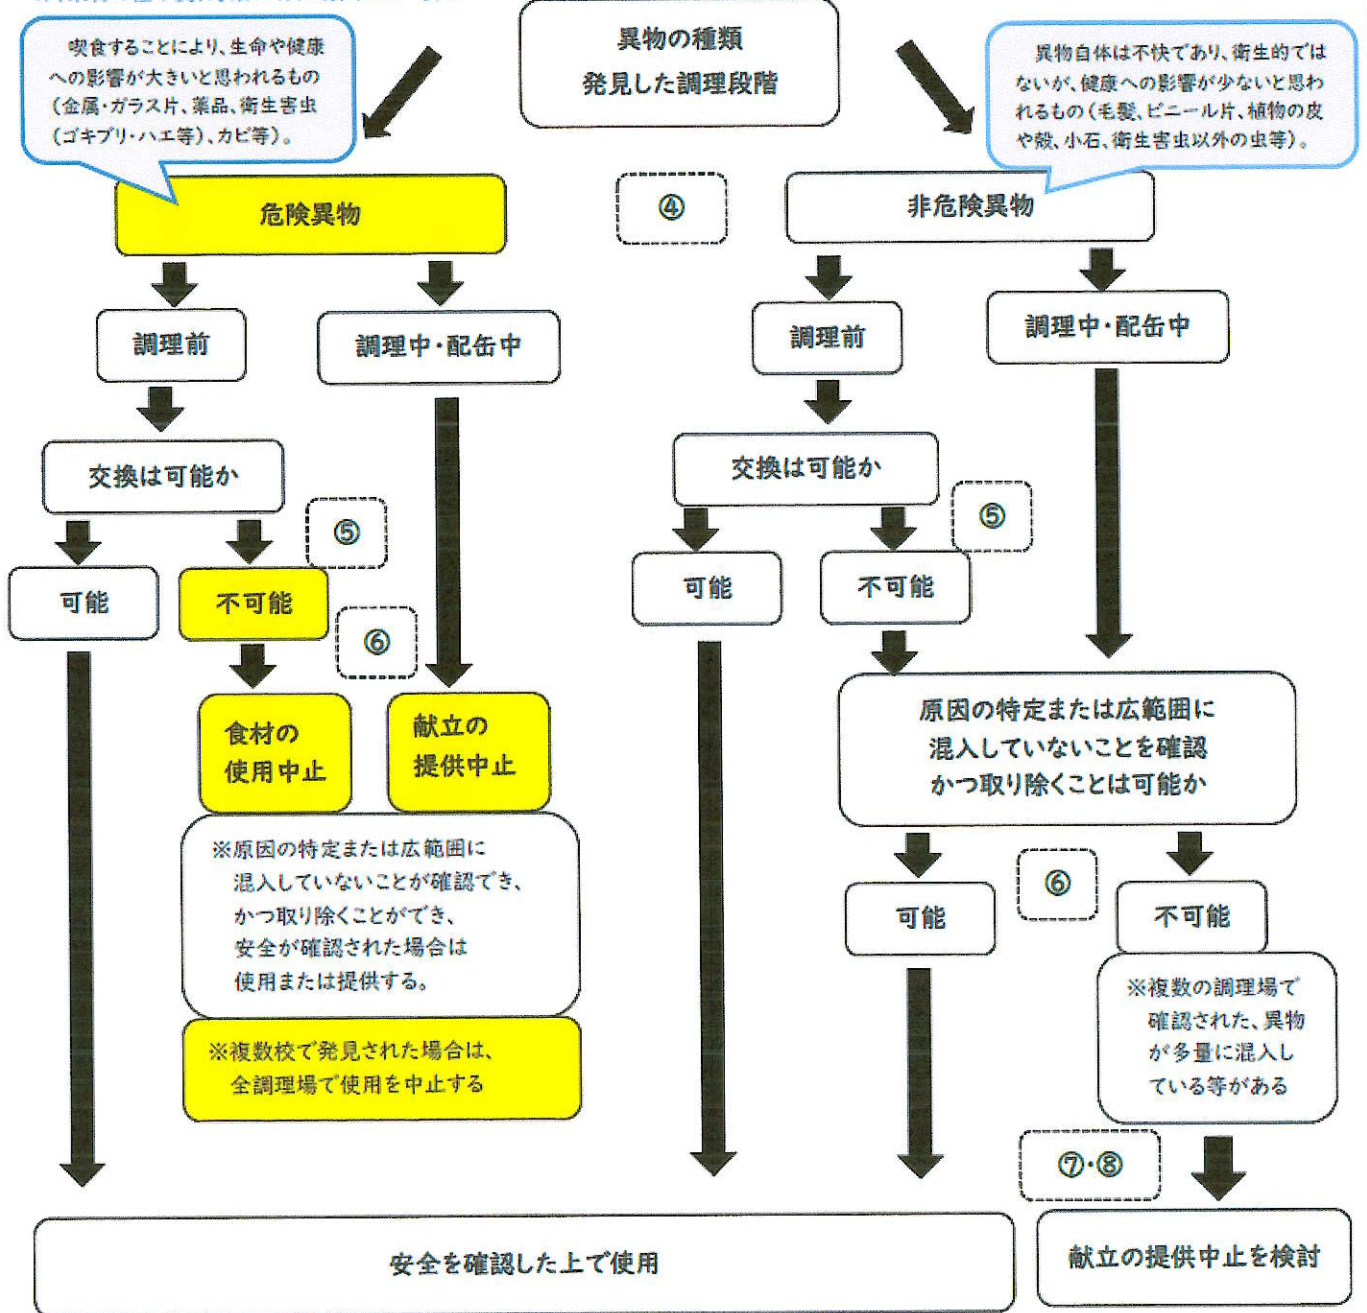 異物の種類
発見した調理段階
喫食することにより、生命や健康
への影響が大きいと思われるもの
(金属・ガラス片、薬品、衛生害虫
(ゴキブリ・ハエ等)、カビ等)。
異物自体は不快であり、衛生的では
ないが、健康への影響が少ないと思わ
れるもの(毛髪、ビニール片、植物の皮
や殻、小石、衛生害虫以外の虫等)。
危険異物
④
非危険異物
調理前
調理中・配缶中
調理前
調理中・配缶中
交換は可能か
交換は可能か
⑤
⑤
可能
不可能
可能
不可能
⑥
食材の
使用中止
献立の
提供中止
原因の特定または広範囲に
混入していないことを確認
かつ取り除くことは可能か
※原因の特定または広範囲に
混入していないことが確認でき、
かつ取り除くことができ、
安全が確認された場合は
使用または提供する。
⑥
可能
不可能
※複数の調理場で
確認された、異物
が多量に混入し
ている等がある
※複数校で発見された場合は、
全調理場で使用を中止する
⑦・⑧
安全を確認した上で使用
献立の提供中止を検討